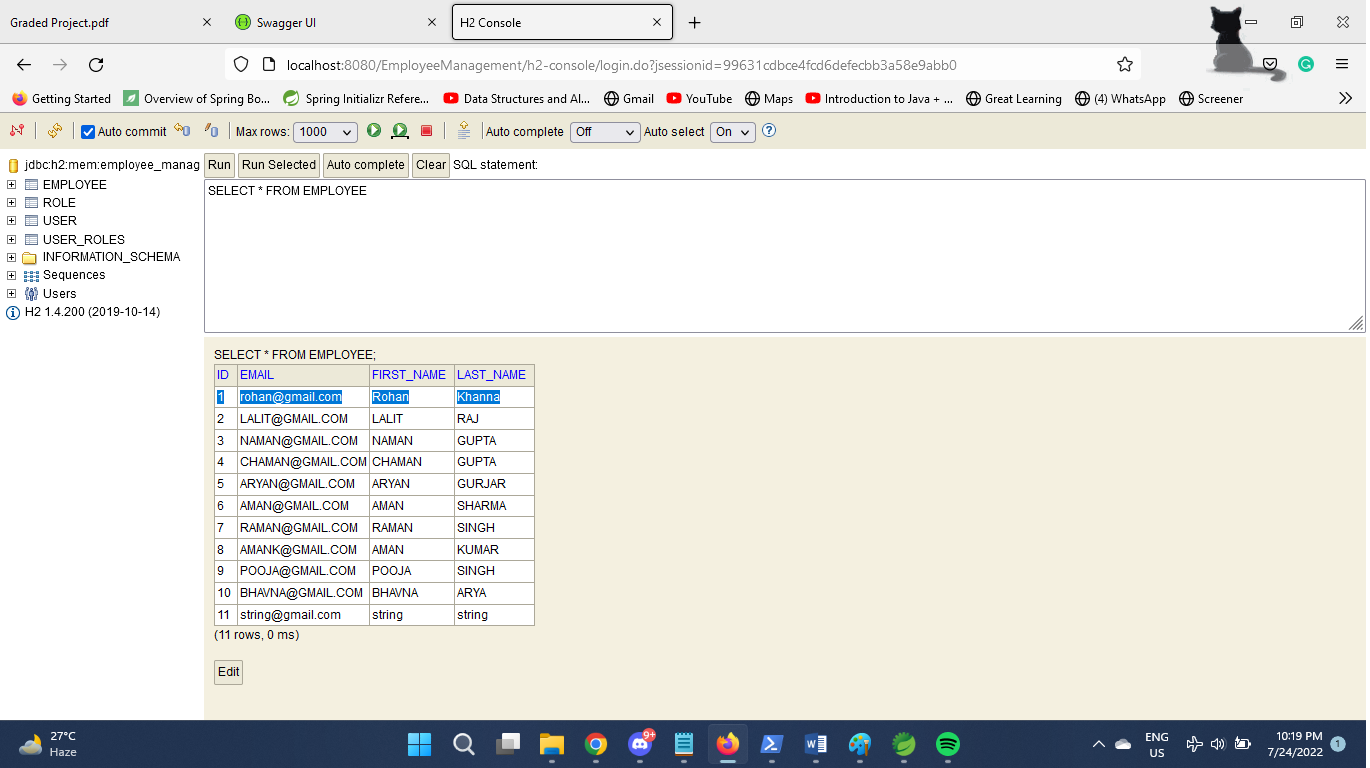 Graded Project.pdf
Swagger UI
H2 Console
localhost:8080/EmployeeManagement/h2-console/login.do?jsessionid=99631cdbce4fcd6defecbb3a58e9abb0
Getting Started Overview of Spring Bo... Spring Initializr Refere... Data Structures and Al... Gmail YouTube Maps Introduction to Java + ... Great Learning (4) WhatsApp Screener
Auto commit Max rows: 1000 Auto complete Off Auto select On
jdbc:h2:mem:employee_manag
EMPLOYEE
ROLE
USER
USER_ROLES
INFORMATION_SCHEMA
Sequences
Users
H2 1.4.200 (2019-10-14)
Run Run Selected Auto complete Clear SQL statement:
SELECT * FROM EMPLOYEE
SELECT * FROM EMPLOYEE;
ID EMAIL FIRST_NAME LAST_NAME
1 rohan@gmail.com Rohan Khanna
2 LALIT@GMAIL.COM LALIT RAJ
3 NAMAN@GMAIL.COM NAMAN GUPTA
4 CHAMAN@GMAIL.COM CHAMAN GUPTA
5 ARYAN@GMAIL.COM ARYAN GURJAR
6 AMAN@GMAIL.COM AMAN SHARMA
7 RAMAN@GMAIL.COM RAMAN SINGH
8 AMANK@GMAIL.COM AMAN KUMAR
9 POOJA@GMAIL.COM POOJA SINGH
10 BHAVNA@GMAIL.COM BHAVNA ARYA
11 string@gmail.com string string
(11 rows, 0 ms)
Edit
27°C
Haze
9+
ENG
US
10:19 PM
7/24/2022
1